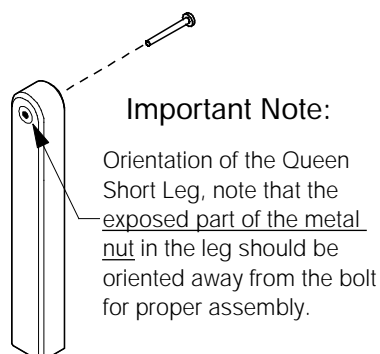 Important Note:
Orientation of the Queen
Short Leg, note that the
exposed part of the metal
nut in the leg should be
oriented away from the bolt
for proper assembly.